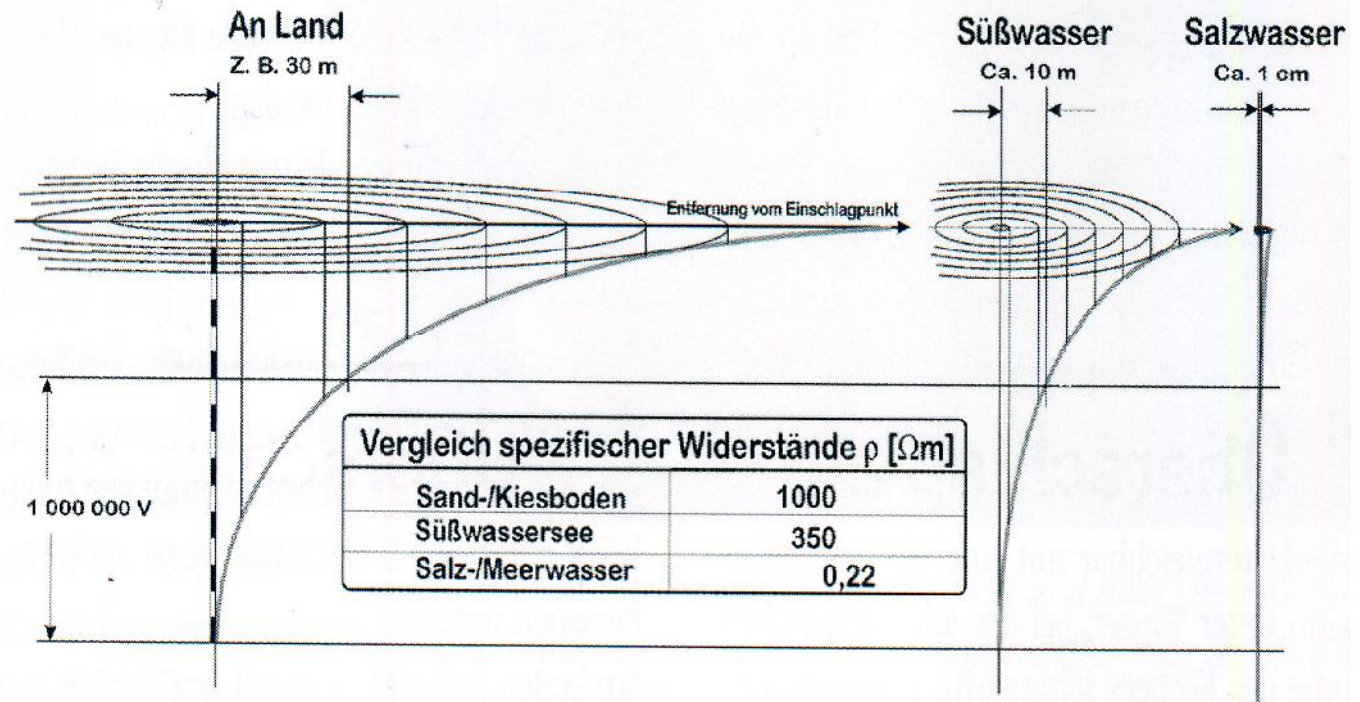 An Land
Z. B. 30 m
Süßwasser
Ca. 10 m
Salzwasser
Ca. 1 cm
Entfernung vom Einschlagpunkt
1 000 000 V
Vergleich spezifischer Widerstände ρ [Ωm]
Sand-/Kiesboden 1000
Süßwassersee 350
Salz-/Meerwasser 0,22